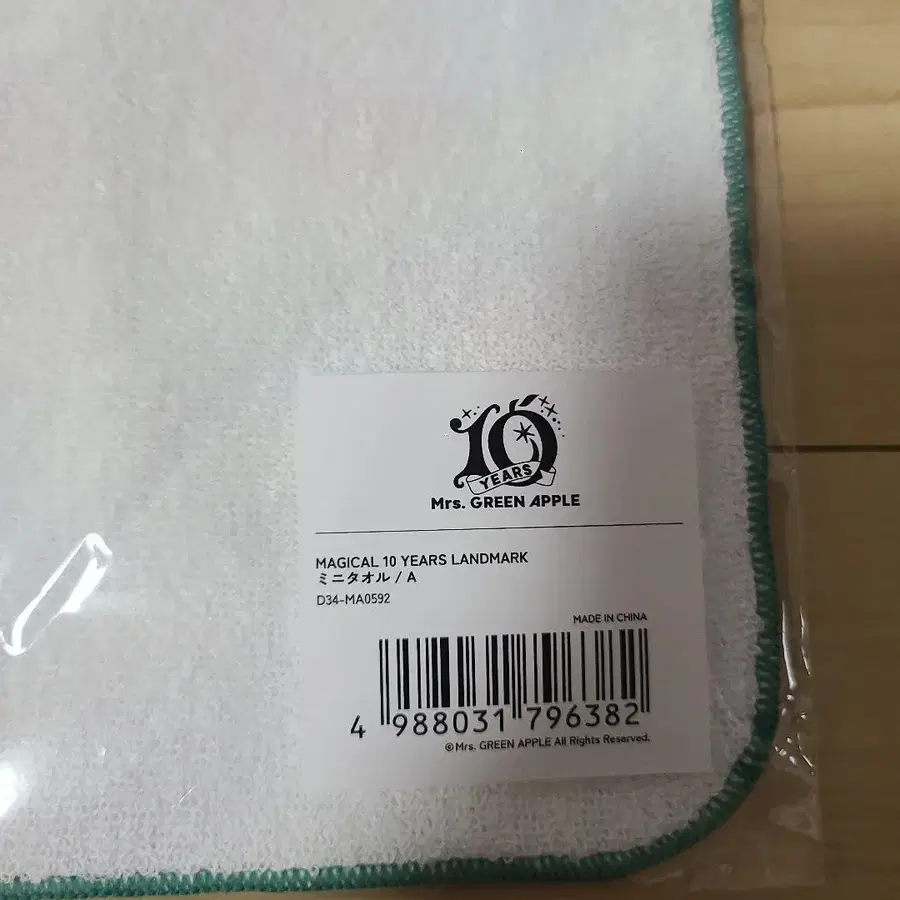 10
YEARS
Mrs. GREEN APPLE
MAGICAL 10 YEARS LANDMARK
ミニタオル / A
D34-MA0592
MADE IN CHINA
4 988031 796382
©Mrs. GREEN APPLE All Rights Reserved.